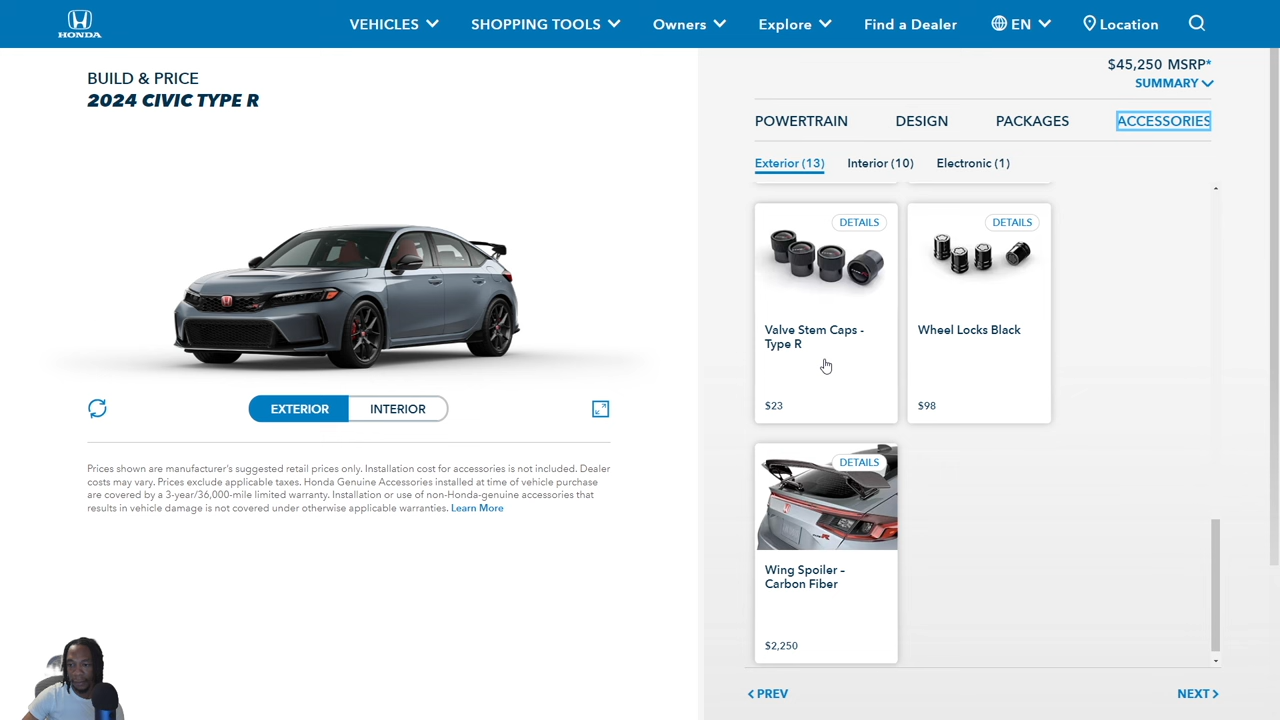 HONDA
VEHICLES
SHOPPING TOOLS
Owners
Explore
Find a Dealer
EN
Location
BUILD & PRICE
2024 CIVIC TYPE R
$45,250 MSRP*
SUMMARY
POWERTRAIN
DESIGN
PACKAGES
ACCESSORIES
Exterior (13)
Interior (10)
Electronic (1)
DETAILS
Valve Stem Caps -
Type R
$23
DETAILS
Wheel Locks Black
$98
DETAILS
Wing Spoiler –
Carbon Fiber
$2,250
EXTERIOR
INTERIOR
Prices shown are manufacturer's suggested retail prices only. Installation cost for accessories is not included. Dealer
costs may vary. Prices exclude applicable taxes. Honda Genuine Accessories installed at time of vehicle purchase
are covered by a 3-year/36,000-mile limited warranty. Installation or use of non-Honda-genuine accessories that
results in vehicle damage is not covered under otherwise applicable warranties. Learn More
PREV
NEXT